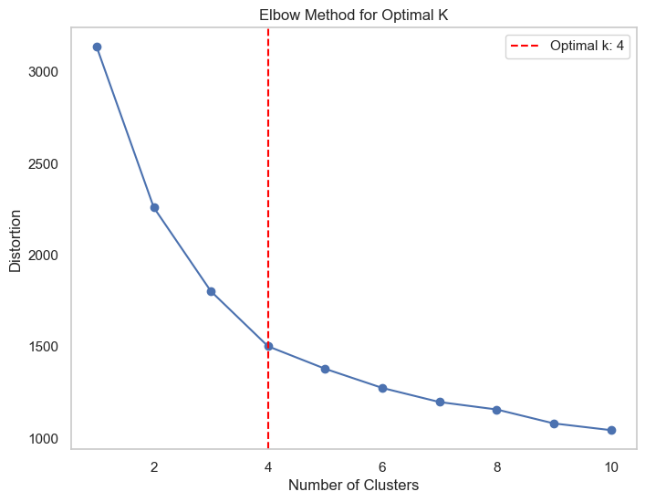 Elbow Method for Optimal K
Optimal k: 4
3000
2500
2000
1500
1000
Distortion
2 4 6 8 10
Number of Clusters